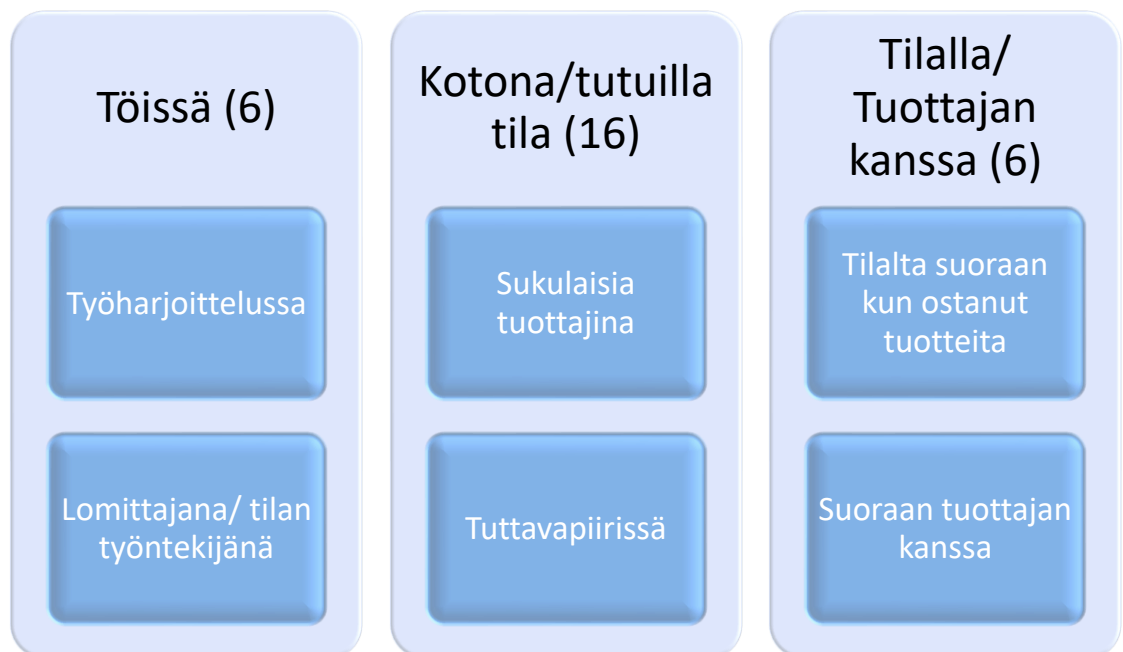 Töissä (6)
Työharjoittelussa
Lomittajana/ tilan
työntekijänä
Kotona/tutuilla
tila (16)
Sukulaisia
tuottajina
Tuttavapiirissä
Tilalla/
Tuottajan
kanssa (6)
Tilalta suoraan
kun ostanut
tuotteita
Suoraan tuottajan
kanssa